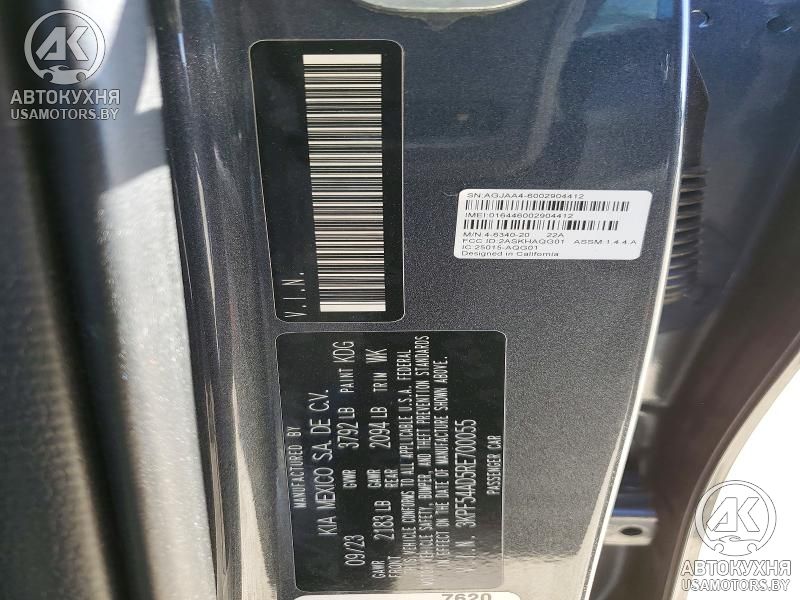 AK
АВТОКУХНЯ
USAMOTORS.BY
V.I.N.
SN:AGJAA4-6002904412
IMEI:016446002904412
M/N:4-6340-20 22A
FCC ID:2ASKHAQG01 ASSM:1.4.4.A
IC:25015-AQG01
Designed in California
MANUFACTURED BY
KIA MEXICO S.A. DE C.V.
09/23 GVWR 3792 LB PAINT KDG
GAWR FRONT 2183 LB GAWR REAR 2094 LB TRIM WK
THIS VEHICLE CONFORMS TO ALL APPLICABLE U.S.A. FEDERAL
MOTOR VEHICLE SAFETY, BUMPER, AND THEFT PREVENTION STANDARDS
IN EFFECT ON THE DATE OF MANUFACTURE SHOWN ABOVE.
V.I.N. 3KPF54AD5RE700055
PASSENGER CAR
7620
AK
АВТОКУХНЯ
USAMOTORS.BY